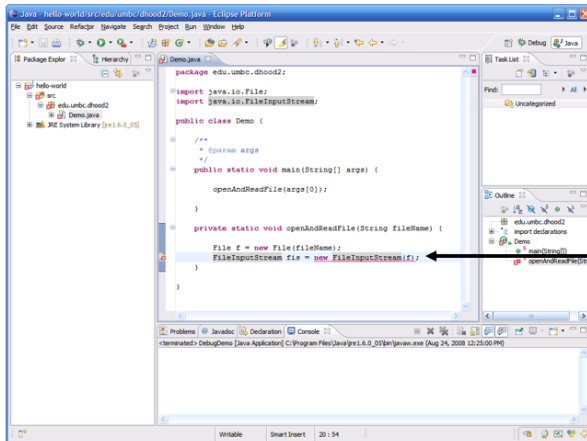 Java - hello-world/src/edu/umbc/dhood2/Demo.java - Eclipse Platform
File Edit Source Refactor Navigate Search Project Run Window Help
Debug Java
Package Explor Hierarchy
hello-world
src
edu.umbc.dhood2
Demo.java
JRE System Library [jre1.6.0_05]
Demo.java
package edu.umbc.dhood2;
import java.io.File;
import java.io.FileInputStream;
public class Demo {
/**
* @param args
*/
public static void main(String[] args) {
openAndReadFile(args[0]);
}
private static void openAndReadFile(String fileName) {
File f = new File(fileName);
FileInputStream fis = new FileInputStream(f);
}
}
Task List
Find: All
Uncategorized
Outline
edu.umbc.dhood2
import declarations
Demo
main(String[])
openAndReadFile(Str
Problems Javadoc Declaration Console
<terminated> DebugDemo [Java Application] C:\Program Files\Java\jre1.6.0_05\bin\javaw.exe (Aug 24, 2008 12:25:00 PM)
Writable Smart Insert 20 : 54